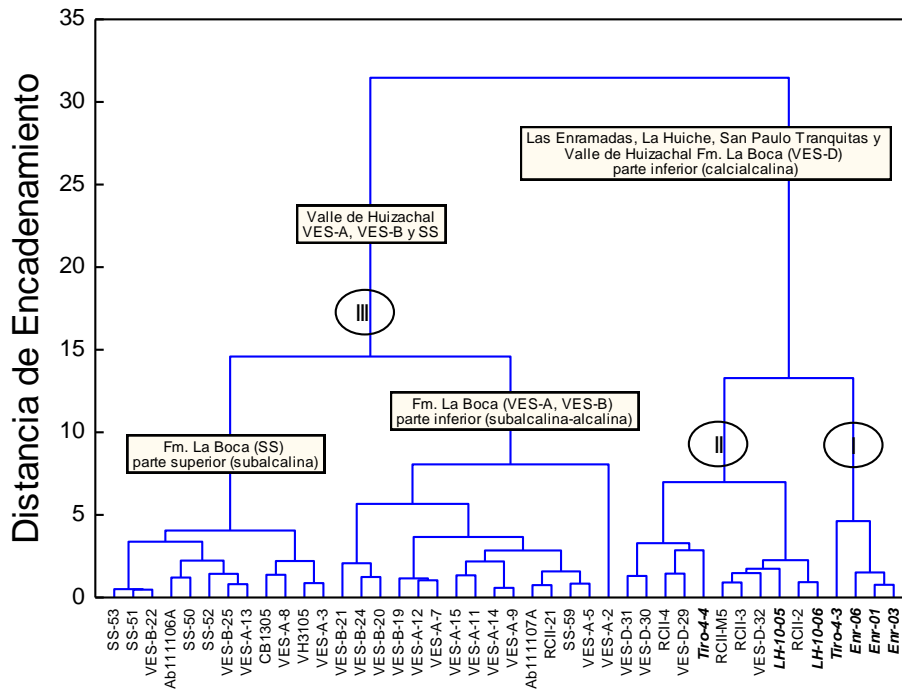 35
30
25
20
15
10
5
0
Distancia de Encadenamiento
Las Enramadas, La Huiche, San Paulo Tranquitas y
Valle de Huizachal Fm. La Boca (VES-D)
parte inferior (calcialcalina)
Valle de Huizachal
VES-A, VES-B y SS
III
Fm. La Boca (VES-A, VES-B)
parte inferior (subalcalina-alcalina)
Fm. La Boca (SS)
parte superior (subalcalina)
II
I
SS-53
SS-51
VES-B-22
Ab111106A
SS-50
SS-52
VES-B-25
VES-A-13
CB1305
VES-A-8
VH3105
VES-A-3
VES-B-21
VES-B-24
VES-B-20
VES-B-19
VES-A-12
VES-A-7
VES-A-15
VES-A-11
VES-A-14
VES-A-9
Ab111107A
RCII-21
SS-59
VES-A-5
VES-A-2
VES-D-31
VES-D-30
RCII-4
VES-D-29
Tiro-4-4
RCII-M5
RCII-3
VES-D-32
LH-10-05
RCII-2
LH-10-06
Tiro-4-3
Enr-06
Enr-01
Enr-03